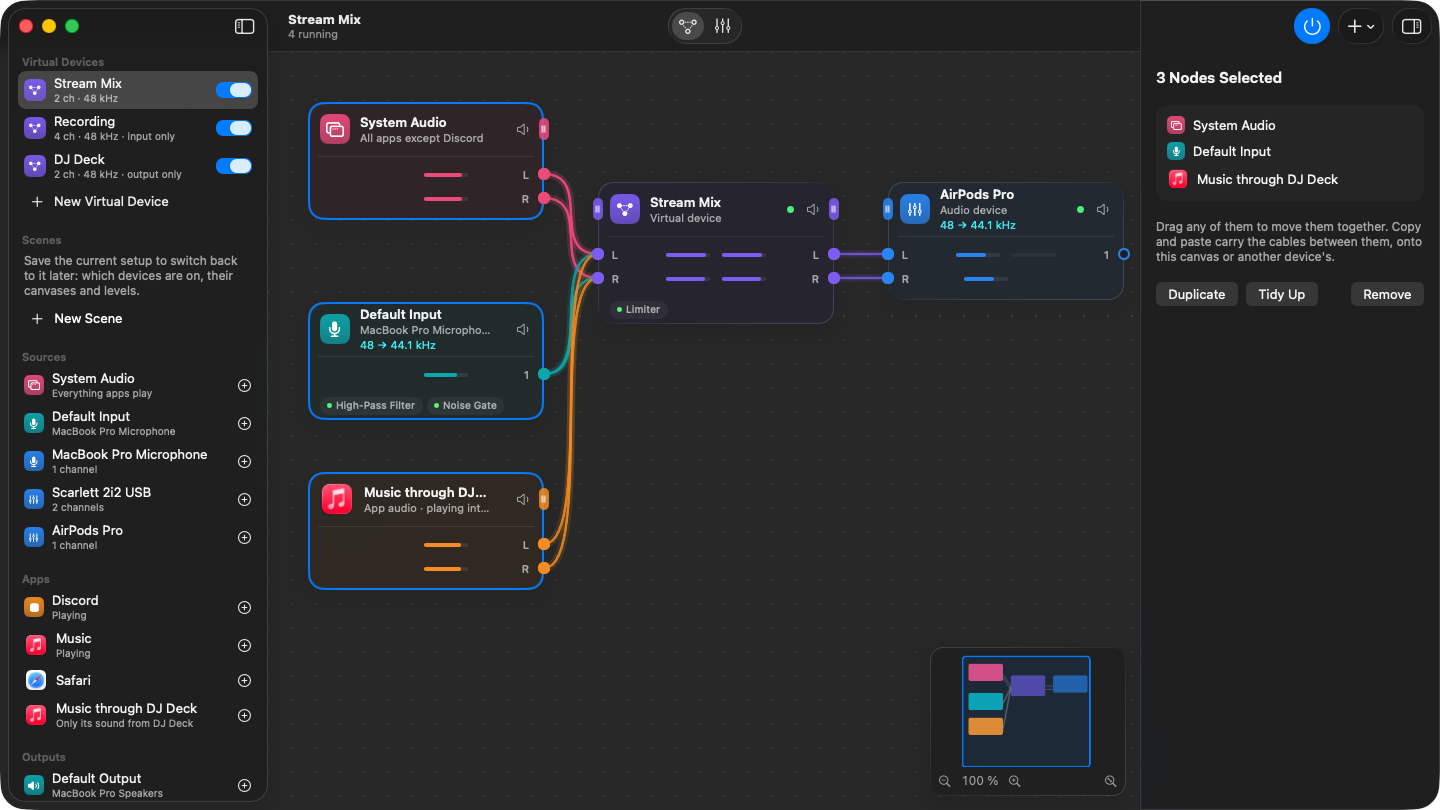 Virtual Devices
Stream Mix
2 ch · 48 kHz
Recording
4 ch · 48 kHz · input only
DJ Deck
2 ch · 48 kHz · output only
New Virtual Device
Scenes
Save the current setup to switch back
to it later: which devices are on, their
canvases and levels.
New Scene
Sources
System Audio
Everything apps play
Default Input
MacBook Pro Microphone
MacBook Pro Microphone
1 channel
Scarlett 2i2 USB
2 channels
AirPods Pro
1 channel
Apps
Discord
Playing
Music
Playing
Safari
Music through DJ Deck
Only its sound from DJ Deck
Outputs
Default Output
MacBook Pro Speakers
Stream Mix
4 running
System Audio
All apps except Discord
L
R
Default Input
MacBook Pro Micropho...
48 → 44.1 kHz
1
High-Pass Filter
Noise Gate
Music through DJ...
App audio · playing int...
L
R
Stream Mix
Virtual device
L
L
R
R
Limiter
AirPods Pro
Audio device
48 → 44.1 kHz
L
1
R
100 %
3 Nodes Selected
System Audio
Default Input
Music through DJ Deck
Drag any of them to move them together. Copy
and paste carry the cables between them, onto
this canvas or another device's.
Duplicate
Tidy Up
Remove